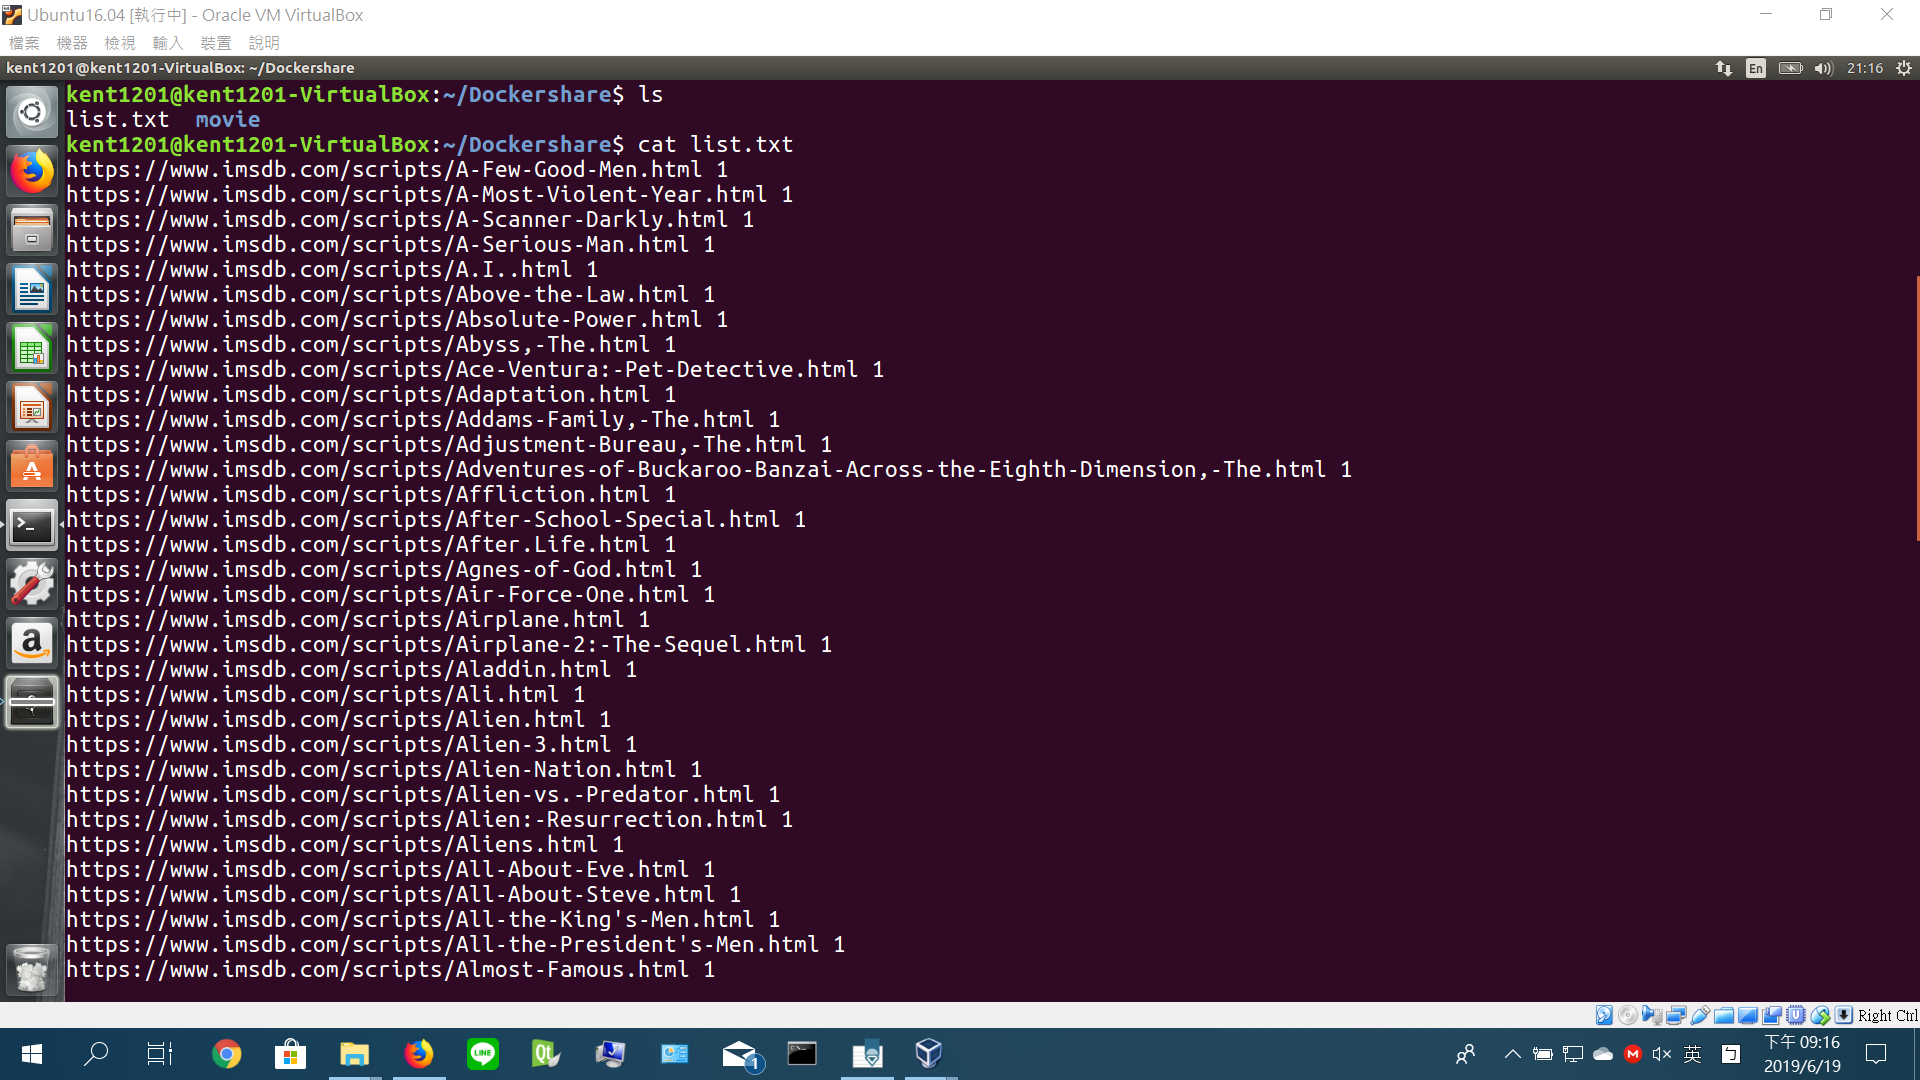 Ubuntu16.04 [執行中] - Oracle VM VirtualBox
檔案 機器 檢視 輸入 裝置 說明
kent1201@kent1201-VirtualBox: ~/Dockershare En 21:16
kent1201@kent1201-VirtualBox:~/Dockershare$ ls
list.txt movie
kent1201@kent1201-VirtualBox:~/Dockershare$ cat list.txt
https://www.imsdb.com/scripts/A-Few-Good-Men.html 1
https://www.imsdb.com/scripts/A-Most-Violent-Year.html 1
https://www.imsdb.com/scripts/A-Scanner-Darkly.html 1
https://www.imsdb.com/scripts/A-Serious-Man.html 1
https://www.imsdb.com/scripts/A.I..html 1
https://www.imsdb.com/scripts/Above-the-Law.html 1
https://www.imsdb.com/scripts/Absolute-Power.html 1
https://www.imsdb.com/scripts/Abyss,-The.html 1
https://www.imsdb.com/scripts/Ace-Ventura:-Pet-Detective.html 1
https://www.imsdb.com/scripts/Adaptation.html 1
https://www.imsdb.com/scripts/Addams-Family,-The.html 1
https://www.imsdb.com/scripts/Adjustment-Bureau,-The.html 1
https://www.imsdb.com/scripts/Adventures-of-Buckaroo-Banzai-Across-the-Eighth-Dimension,-The.html 1
https://www.imsdb.com/scripts/Affliction.html 1
https://www.imsdb.com/scripts/After-School-Special.html 1
https://www.imsdb.com/scripts/After.Life.html 1
https://www.imsdb.com/scripts/Agnes-of-God.html 1
https://www.imsdb.com/scripts/Air-Force-One.html 1
https://www.imsdb.com/scripts/Airplane.html 1
https://www.imsdb.com/scripts/Airplane-2:-The-Sequel.html 1
https://www.imsdb.com/scripts/Aladdin.html 1
https://www.imsdb.com/scripts/Ali.html 1
https://www.imsdb.com/scripts/Alien.html 1
https://www.imsdb.com/scripts/Alien-3.html 1
https://www.imsdb.com/scripts/Alien-Nation.html 1
https://www.imsdb.com/scripts/Alien-vs.-Predator.html 1
https://www.imsdb.com/scripts/Alien:-Resurrection.html 1
https://www.imsdb.com/scripts/Aliens.html 1
https://www.imsdb.com/scripts/All-About-Eve.html 1
https://www.imsdb.com/scripts/All-About-Steve.html 1
https://www.imsdb.com/scripts/All-the-King's-Men.html 1
https://www.imsdb.com/scripts/All-the-President's-Men.html 1
https://www.imsdb.com/scripts/Almost-Famous.html 1
Right Ctrl
LINE Qt 1 英 ㄅ 下午 09:16
2019/6/19